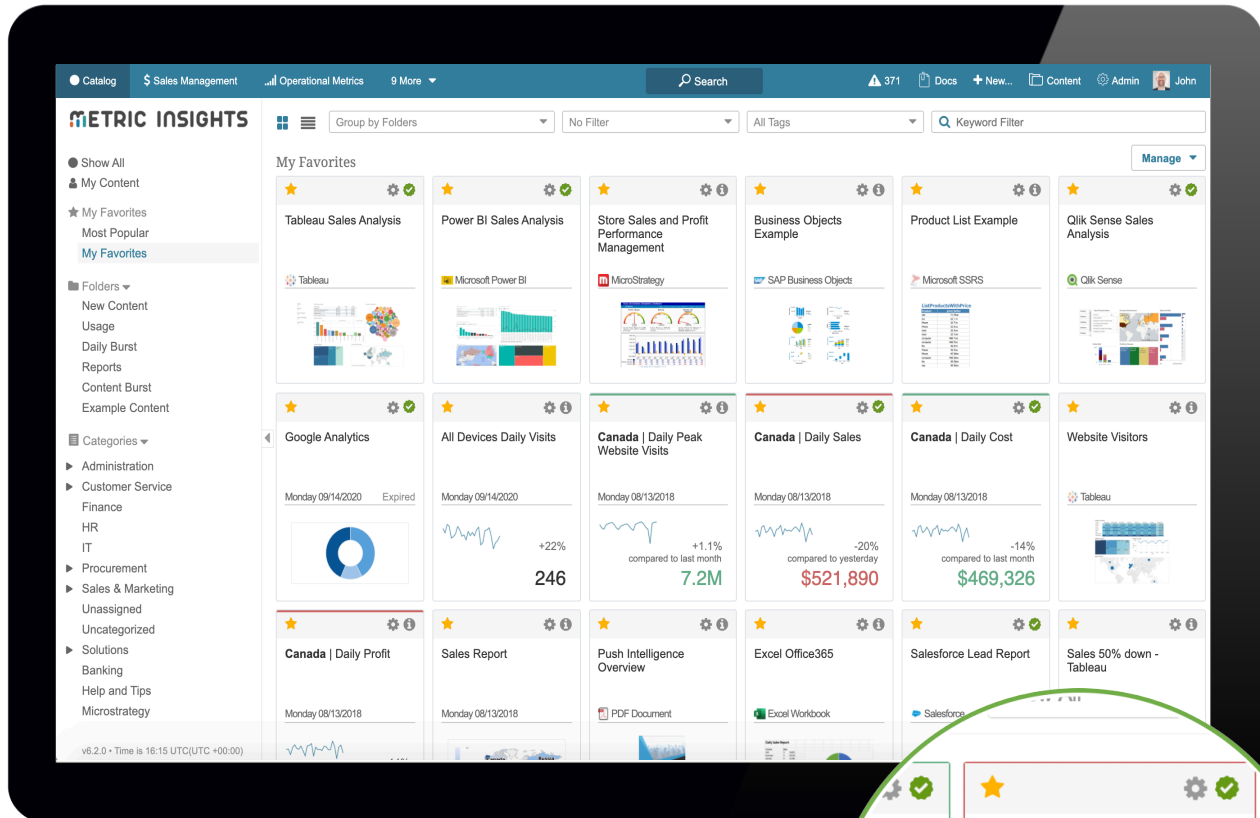 Catalog
$ Sales Management
Operational Metrics
9 More
Search
371
Docs
New...
Content
Admin
John
METRIC INSIGHTS
Group by Folders
No Filter
All Tags
Keyword Filter
Show All
My Content
My Favorites
Most Popular
My Favorites
Folders
New Content
Usage
Daily Burst
Reports
Content Burst
Example Content
Categories
Administration
Customer Service
Finance
HR
IT
Procurement
Sales & Marketing
Unassigned
Uncategorized
Solutions
Banking
Help and Tips
Microstrategy
v6.2.0 • Time is 16:15 UTC(UTC +00:00)
My Favorites
Manage
Tableau Sales Analysis
Tableau
Power BI Sales Analysis
Microsoft Power BI
Store Sales and Profit
Performance
Management
MicroStrategy
Business Objects
Example
SAP Business Objects
Product List Example
Microsoft SSRS
ListProductsWithPrice
Qlik Sense Sales
Analysis
Qlik Sense
Google Analytics
Monday 09/14/2020 Expired
All Devices Daily Visits
Monday 09/14/2020
+22%
246
Canada | Daily Peak
Website Visits
Monday 08/13/2018
+1.1%
compared to last month
7.2M
Canada | Daily Sales
Monday 08/13/2018
-20%
compared to yesterday
$521,890
Canada | Daily Cost
Monday 08/13/2018
-14%
compared to last month
$469,326
Website Visitors
Tableau
Canada | Daily Profit
Monday 08/13/2018
Sales Report
Monday 08/13/2018
Push Intelligence
Overview
PDF Document
Excel Office365
Excel Workbook
Salesforce Lead Report
Salesforce
Sales 50% down -
Tableau